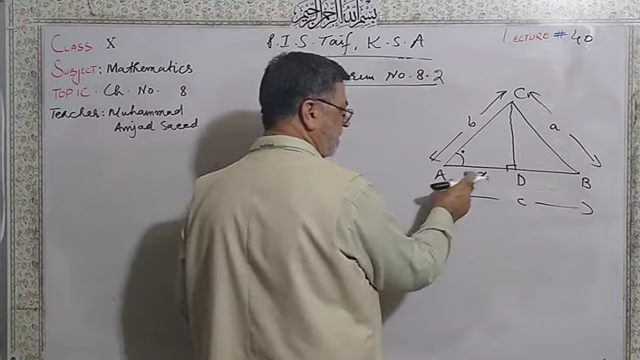 بسم الله الرحمن الرحيم
CLASS X
P.I.S. Taif, K.S.A
LECTURE # 40
SUBJECT: Mathematics
No. 8.2
TOPIC: Ch. No. 8
Teacher: Muhammad
Amjad Saeed
C
b
a
A
x
D
B
c